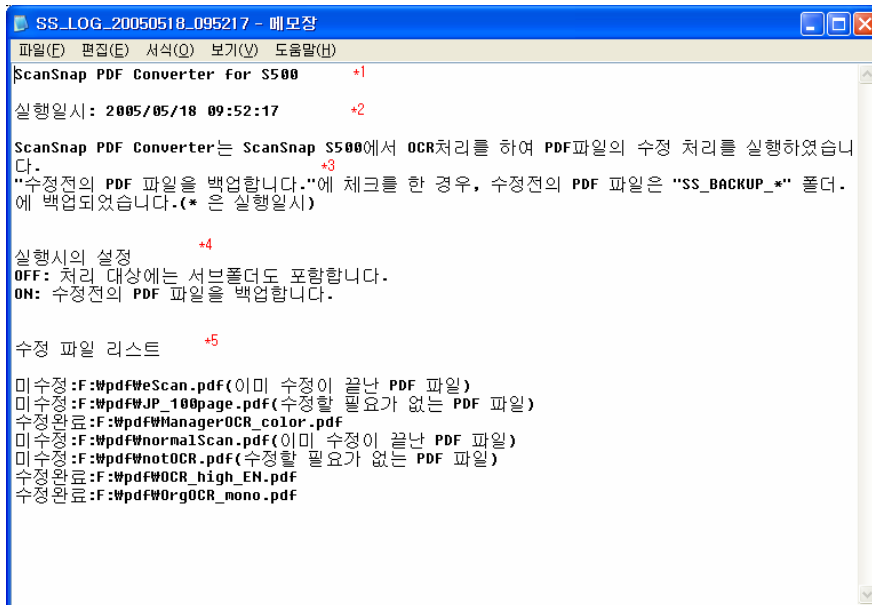 SS_LOG_20050518_095217 - 메모장
파일(F) 편집(E) 서식(O) 보기(V) 도움말(H)
ScanSnap PDF Converter for S500 *1
실행일시: 2005/05/18 09:52:17 *2
ScanSnap PDF Converter는 ScanSnap S500에서 OCR처리를 하여 PDF파일의 수정 처리를 실행하였습니
다. *3
"수정전의 PDF 파일을 백업합니다."에 체크를 한 경우, 수정전의 PDF 파일은 "SS_BACKUP_*" 폴더.
에 백업되었습니다.(* 은 실행일시)
실행시의 설정 *4
OFF: 처리 대상에는 서브폴더도 포함합니다.
ON: 수정전의 PDF 파일을 백업합니다.
수정 파일 리스트 *5
미수정:F:₩pdf₩eScan.pdf(이미 수정이 끝난 PDF 파일)
미수정:F:₩pdf₩JP_100page.pdf(수정할 필요가 없는 PDF 파일)
수정완료:F:₩pdf₩ManagerOCR_color.pdf
미수정:F:₩pdf₩normalScan.pdf(이미 수정이 끝난 PDF 파일)
미수정:F:₩pdf₩notOCR.pdf(수정할 필요가 없는 PDF 파일)
수정완료:F:₩pdf₩OCR_high_EN.pdf
수정완료:F:₩pdf₩OrgOCR_mono.pdf